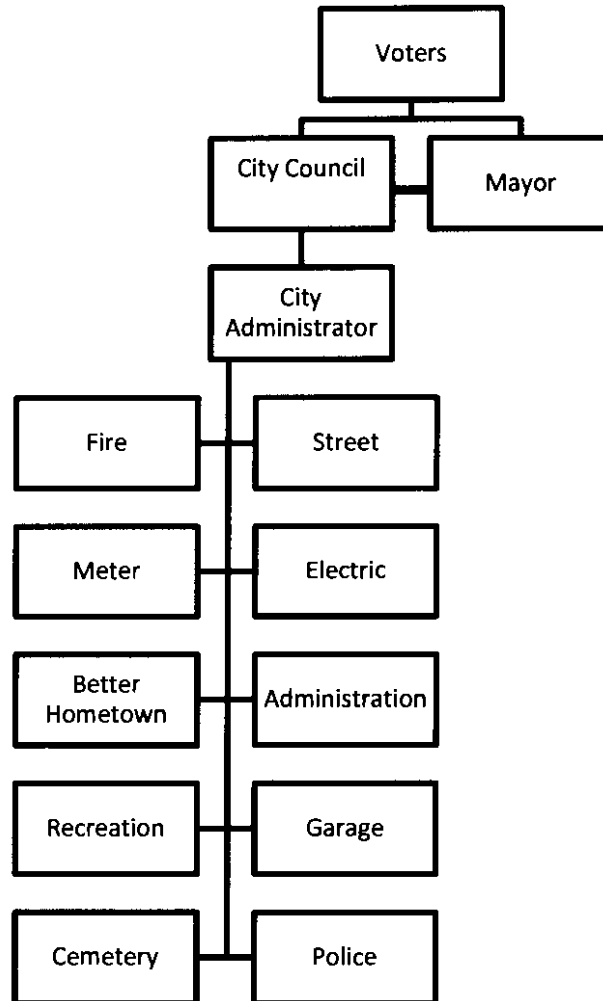 Voters
City Council
Mayor
City
Administrator
Fire
Street
Meter
Electric
Better
Hometown
Administration
Recreation
Garage
Cemetery
Police